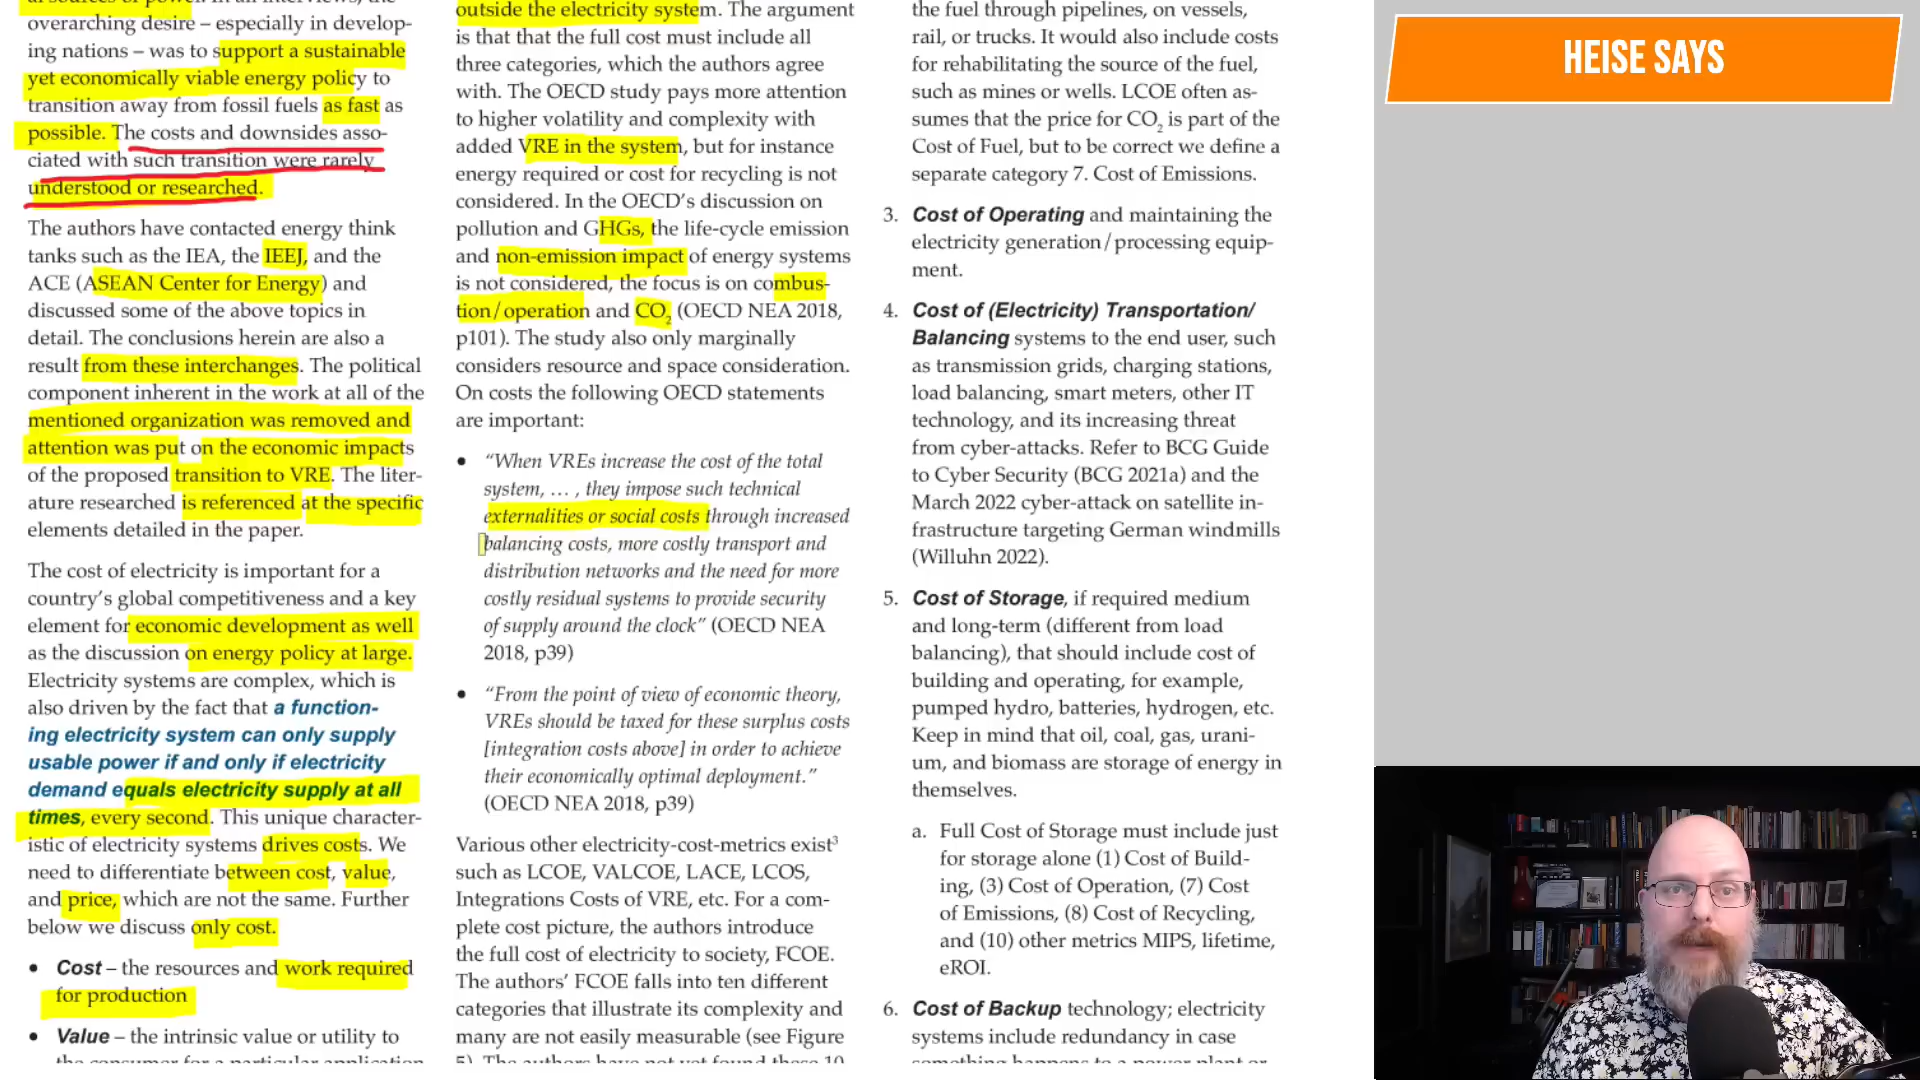 al sources of power. In all interviews, the
overarching desire – especially in develop-
ing nations – was to support a sustainable
yet economically viable energy policy to
transition away from fossil fuels as fast as
possible. The costs and downsides asso-
ciated with such transition were rarely
understood or researched.
The authors have contacted energy think
tanks such as the IEA, the IEEJ, and the
ACE (ASEAN Center for Energy) and
discussed some of the above topics in
detail. The conclusions herein are also a
result from these interchanges. The political
component inherent in the work at all of the
mentioned organization was removed and
attention was put on the economic impacts
of the proposed transition to VRE. The liter-
ature researched is referenced at the specific
elements detailed in the paper.
The cost of electricity is important for a
country's global competitiveness and a key
element for economic development as well
as the discussion on energy policy at large.
Electricity systems are complex, which is
also driven by the fact that a function-
ing electricity system can only supply
usable power if and only if electricity
demand equals electricity supply at all
times, every second. This unique character-
istic of electricity systems drives costs. We
need to differentiate between cost, value,
and price, which are not the same. Further
below we discuss only cost.
• Cost – the resources and work required
for production
• Value – the intrinsic value or utility to
the consumer for a particular application
outside the electricity system. The argument
is that that the full cost must include all
three categories, which the authors agree
with. The OECD study pays more attention
to higher volatility and complexity with
added VRE in the system, but for instance
energy required or cost for recycling is not
considered. In the OECD's discussion on
pollution and GHGs, the life-cycle emission
and non-emission impact of energy systems
is not considered, the focus is on combus-
tion/operation and CO₂ (OECD NEA 2018,
p101). The study also only marginally
considers resource and space consideration.
On costs the following OECD statements
are important:
• “When VREs increase the cost of the total
system, … , they impose such technical
externalities or social costs through increased
balancing costs, more costly transport and
distribution networks and the need for more
costly residual systems to provide security
of supply around the clock” (OECD NEA
2018, p39)
• “From the point of view of economic theory,
VREs should be taxed for these surplus costs
[integration costs above] in order to achieve
their economically optimal deployment.”
(OECD NEA 2018, p39)
Various other electricity-cost-metrics exist³
such as LCOE, VALCOE, LACE, LCOS,
Integrations Costs of VRE, etc. For a com-
plete cost picture, the authors introduce
the full cost of electricity to society, FCOE.
The authors' FCOE falls into ten different
categories that illustrate its complexity and
many are not easily measurable (see Figure
5). The authors have not yet found these 10
the fuel through pipelines, on vessels,
rail, or trucks. It would also include costs
for rehabilitating the source of the fuel,
such as mines or wells. LCOE often as-
sumes that the price for CO₂ is part of the
Cost of Fuel, but to be correct we define a
separate category 7. Cost of Emissions.
3. Cost of Operating and maintaining the
electricity generation/processing equip-
ment.
4. Cost of (Electricity) Transportation/
Balancing systems to the end user, such
as transmission grids, charging stations,
load balancing, smart meters, other IT
technology, and its increasing threat
from cyber-attacks. Refer to BCG Guide
to Cyber Security (BCG 2021a) and the
March 2022 cyber-attack on satellite in-
frastructure targeting German windmills
(Willuhn 2022).
5. Cost of Storage, if required medium
and long-term (different from load
balancing), that should include cost of
building and operating, for example,
pumped hydro, batteries, hydrogen, etc.
Keep in mind that oil, coal, gas, urani-
um, and biomass are storage of energy in
themselves.
a. Full Cost of Storage must include just
for storage alone (1) Cost of Build-
ing, (3) Cost of Operation, (7) Cost
of Emissions, (8) Cost of Recycling,
and (10) other metrics MIPS, lifetime,
eROI.
6. Cost of Backup technology; electricity
systems include redundancy in case
something happens to a power plant or
HEISE SAYS